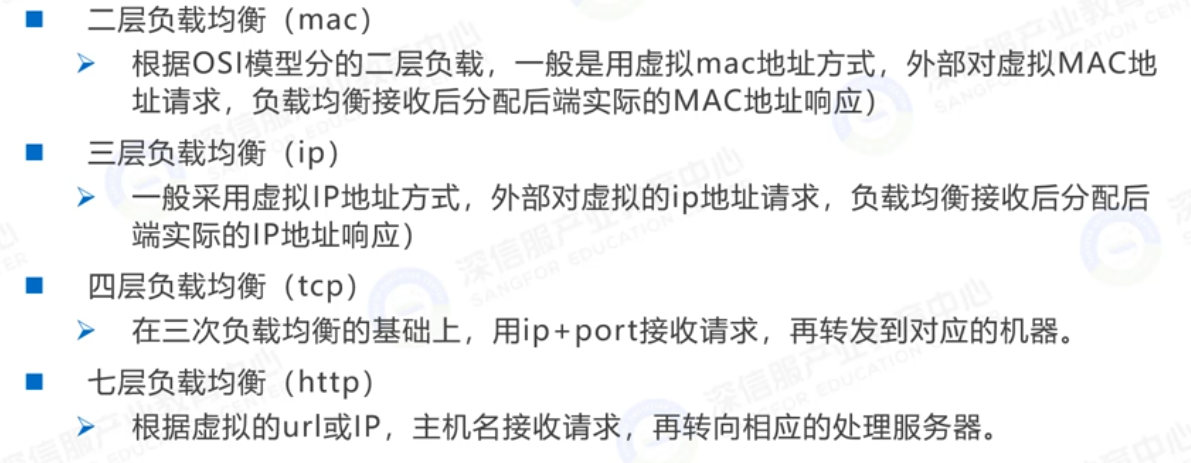 二层负载均衡（mac）
根据OSI模型分的二层负载，一般是用虚拟mac地址方式，外部对虚拟MAC地
址请求，负载均衡接收后分配后端实际的MAC地址响应）
三层负载均衡（ip）
一般采用虚拟IP地址方式，外部对虚拟的ip地址请求，负载均衡接收后分配后
端实际的IP地址响应）
四层负载均衡（tcp）
在三次负载均衡的基础上，用ip+port接收请求，再转发到对应的机器。
七层负载均衡（http）
根据虚拟的url或IP，主机名接收请求，再转向相应的处理服务器。
深信服产业教育中心
SANGFOR EDUCATION CENTER